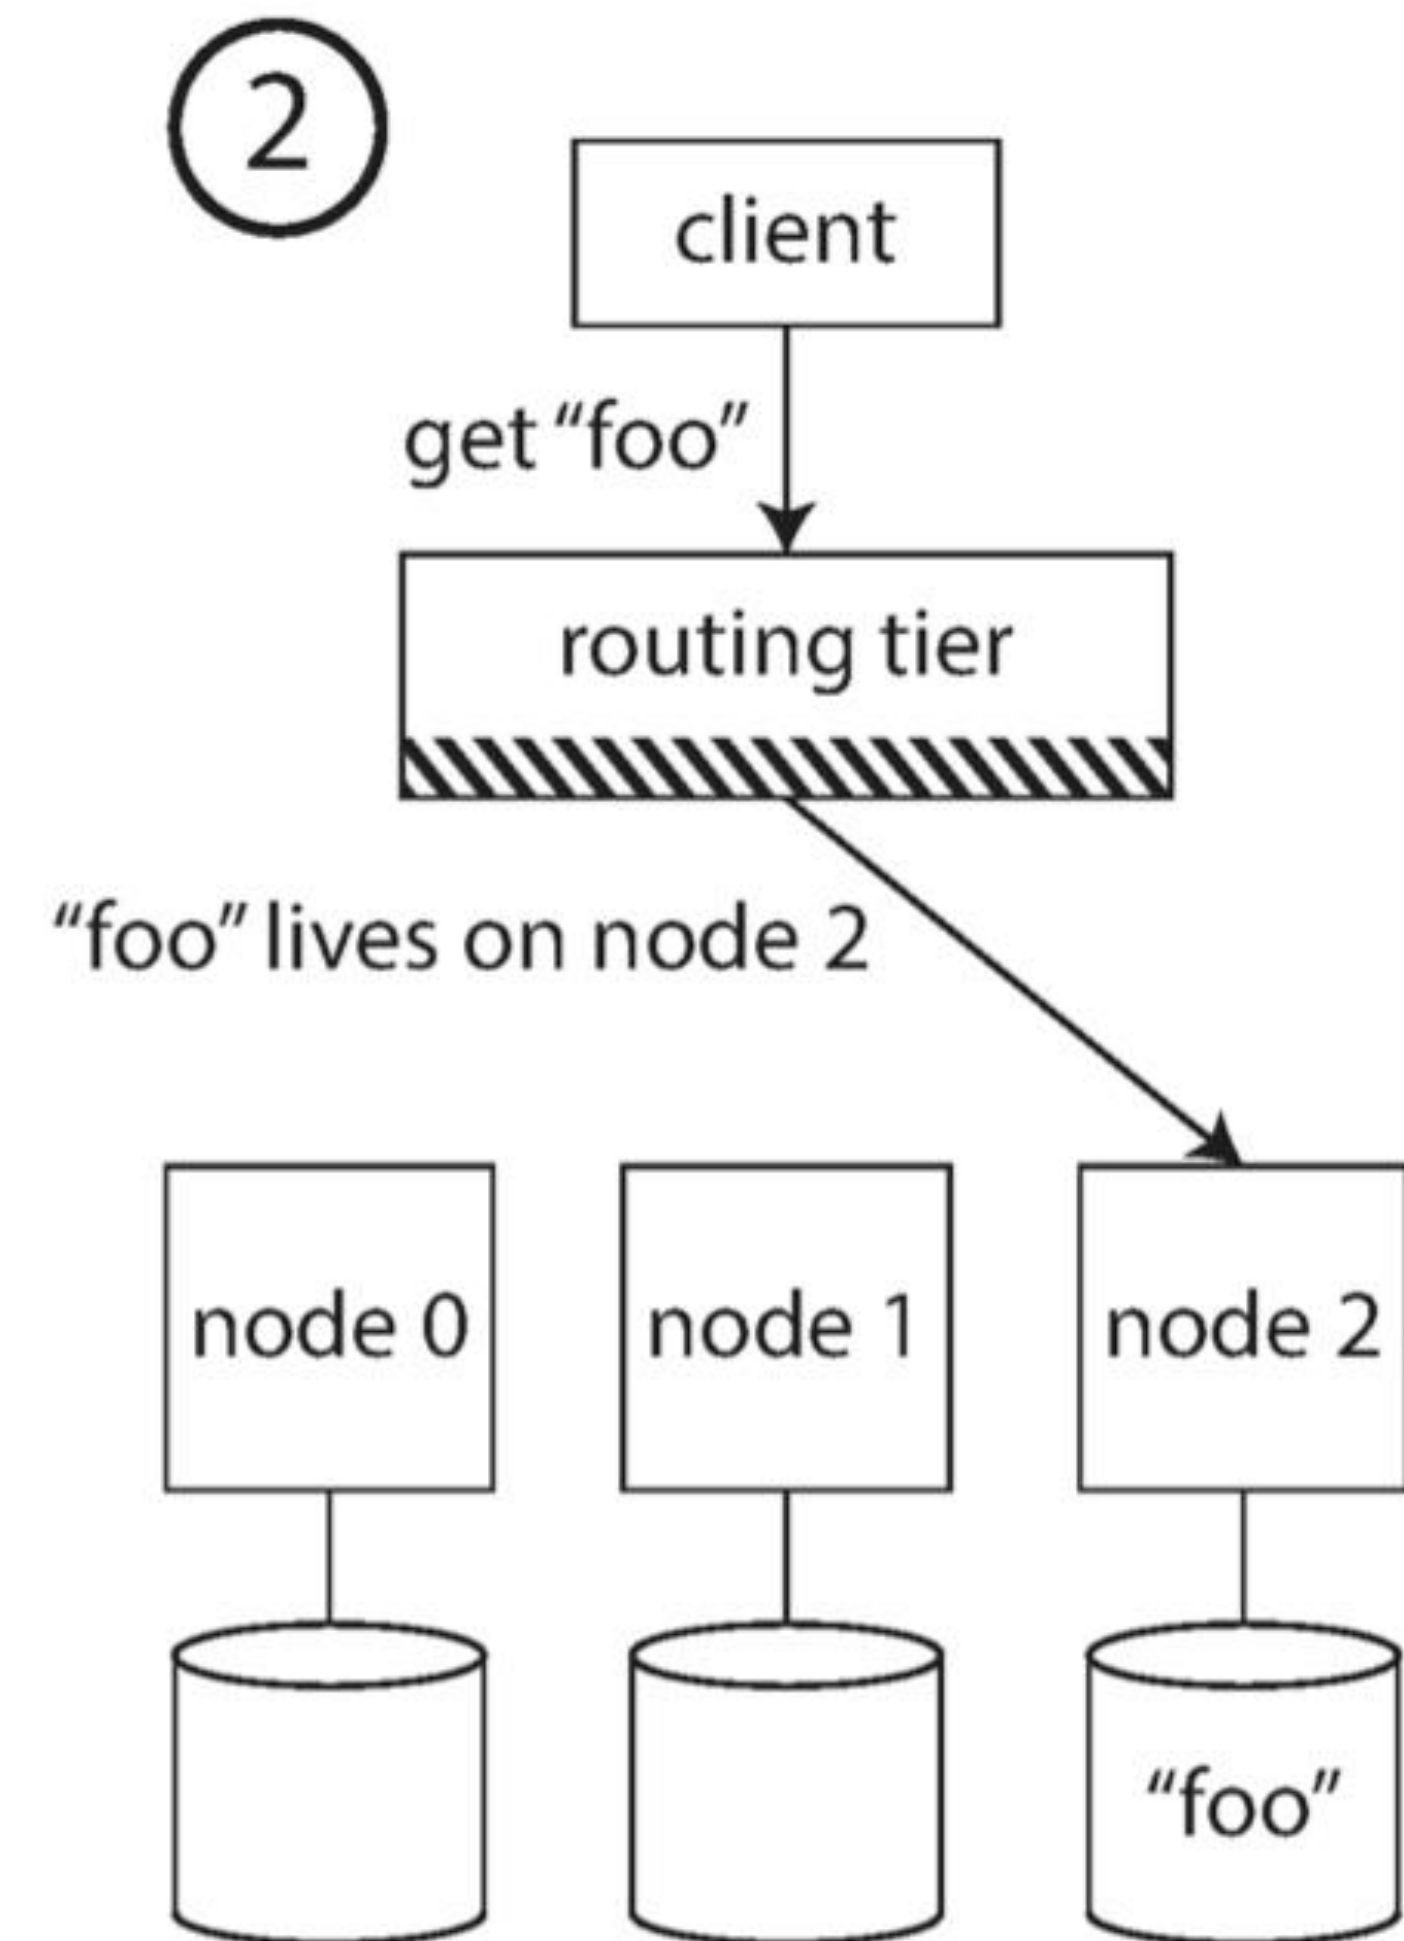 2
client
get “foo”
routing tier
“foo” lives on node 2
node 0
node 1
node 2
“foo”